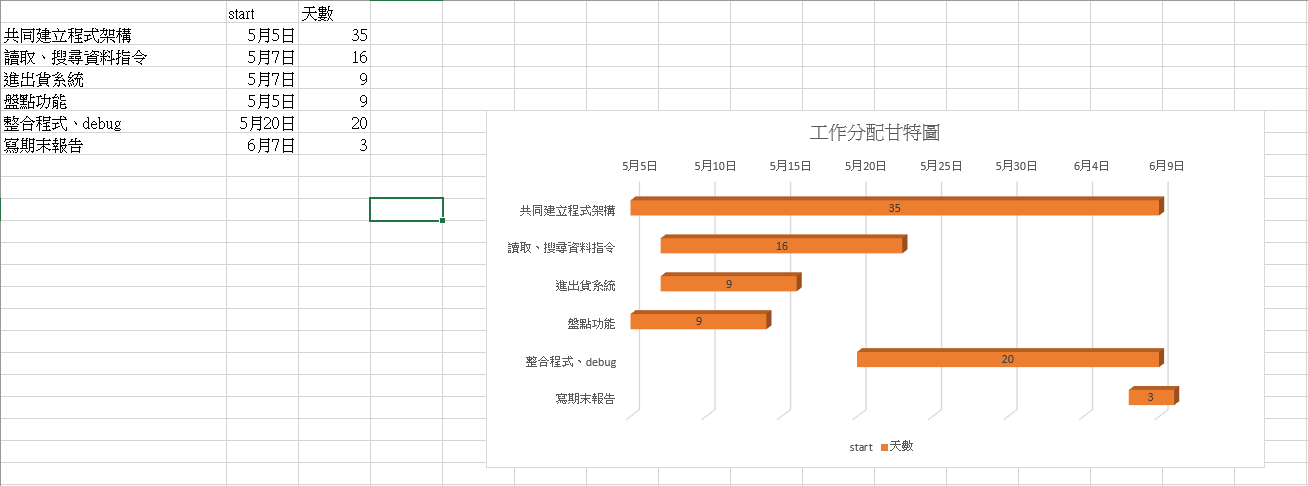 start 天數
共同建立程式架構 5月5日 35
讀取、搜尋資料指令 5月7日 16
進出貨系統 5月7日 9
盤點功能 5月5日 9
整合程式、debug 5月20日 20
寫期末報告 6月7日 3
工作分配甘特圖
5月5日 5月10日 5月15日 5月20日 5月25日 5月30日 6月4日 6月9日
共同建立程式架構 35
讀取、搜尋資料指令 16
進出貨系統 9
盤點功能 9
整合程式、debug 20
寫期末報告 3
start 天數